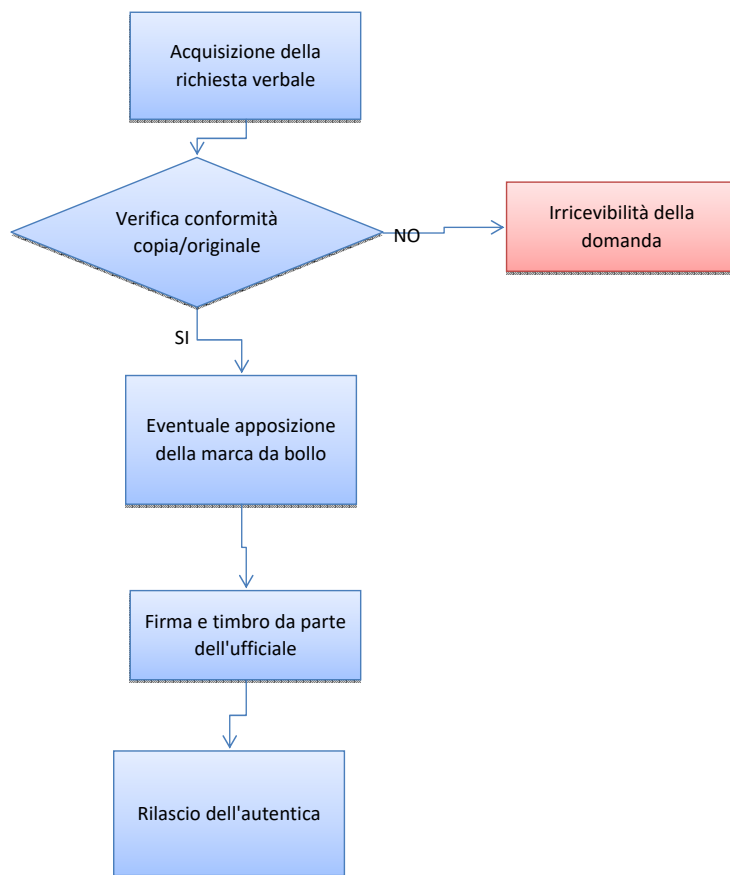 Acquisizione della
richiesta verbale
Verifica conformità
copia/originale
NO
Irricevibilità della
domanda
SI
Eventuale apposizione
della marca da bollo
Firma e timbro da parte
dell'ufficiale
Rilascio dell'autentica